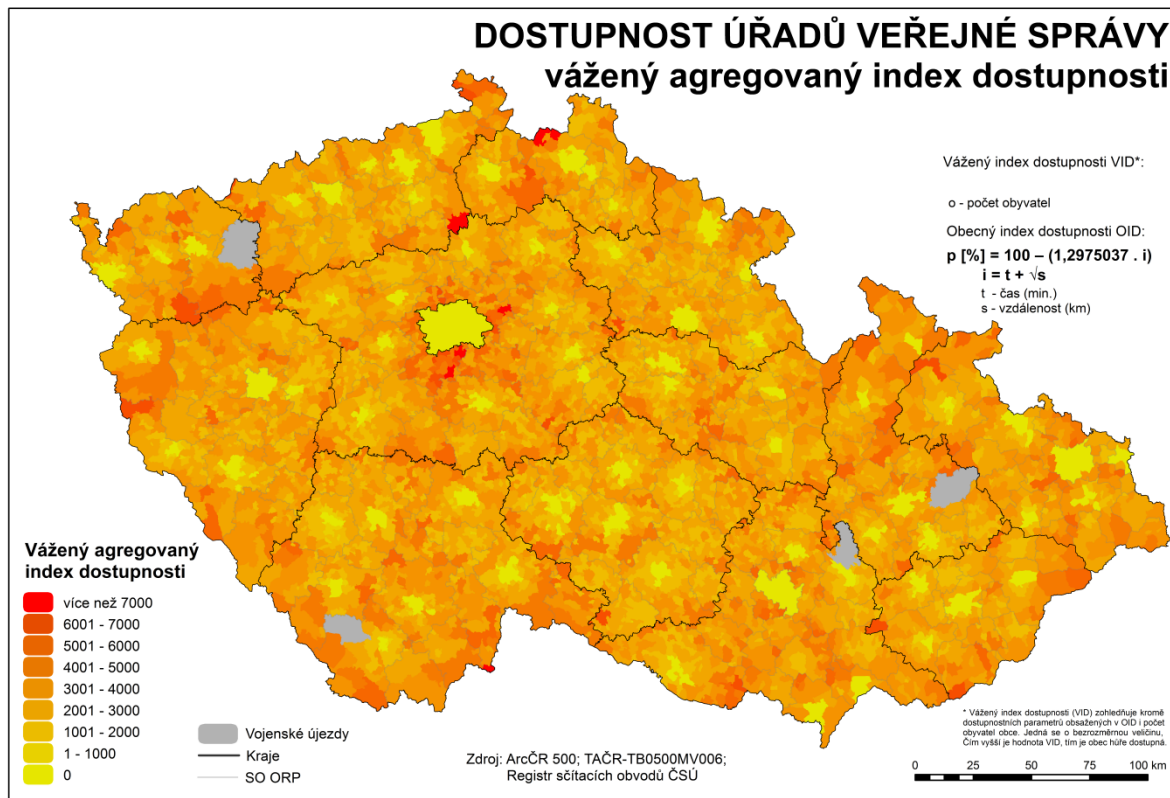 DOSTUPNOST ÚŘADŮ VEŘEJNÉ SPRÁVY
vážený agregovaný index dostupnosti
Vážený index dostupnosti VID*:
o - počet obyvatel
Obecný index dostupnosti OID:
p [%] = 100 – (1,2975037 . i)
i = t + √s
t - čas (min.)
s - vzdálenost (km)
Vážený agregovaný
index dostupnosti
více než 7000
6001 - 7000
5001 - 6000
4001 - 5000
3001 - 4000
2001 - 3000
1001 - 2000
1 - 1000
0
Vojenské újezdy
Kraje
SO ORP
Zdroj: ArcČR 500; TAČR-TB0500MV006;
Registr sčítacích obvodů ČSÚ
* Vážený index dostupnosti (VID) zohledňuje kromě
dostupnostních parametrů obsažených v OID i počet
obyvatel obce. Jedná se o bezrozměrnou veličinu,
Čím vyšší je hodnota VID, tím je obec hůře dostupná.
0 25 50 75 100 km